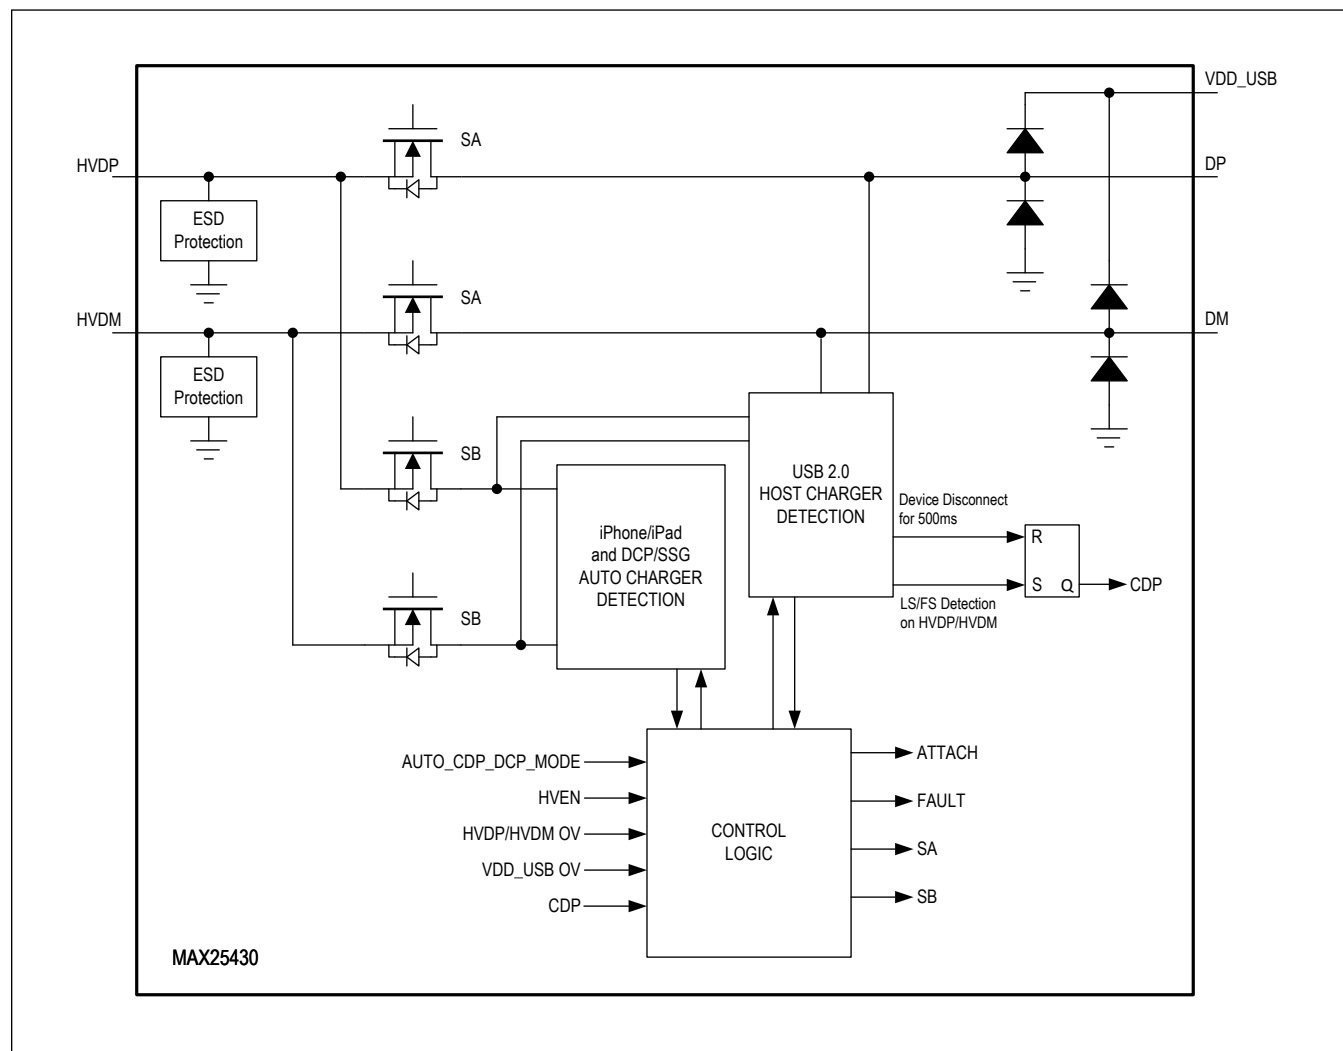 VDD_USB
SA
HVDP
DP
ESD
Protection
SA
HVDM
DM
ESD
Protection
SB
USB 2.0
HOST CHARGER
DETECTION
Device Disconnect
for 500ms
iPhone/iPad
and DCP/SSG
AUTO CHARGER
DETECTION
R
S Q
CDP
LS/FS Detection
on HVDP/HVDM
SB
AUTO_CDP_DCP_MODE
HVEN
HVDP/HVDM OV
VDD_USB OV
CDP
CONTROL
LOGIC
ATTACH
FAULT
SA
SB
MAX25430